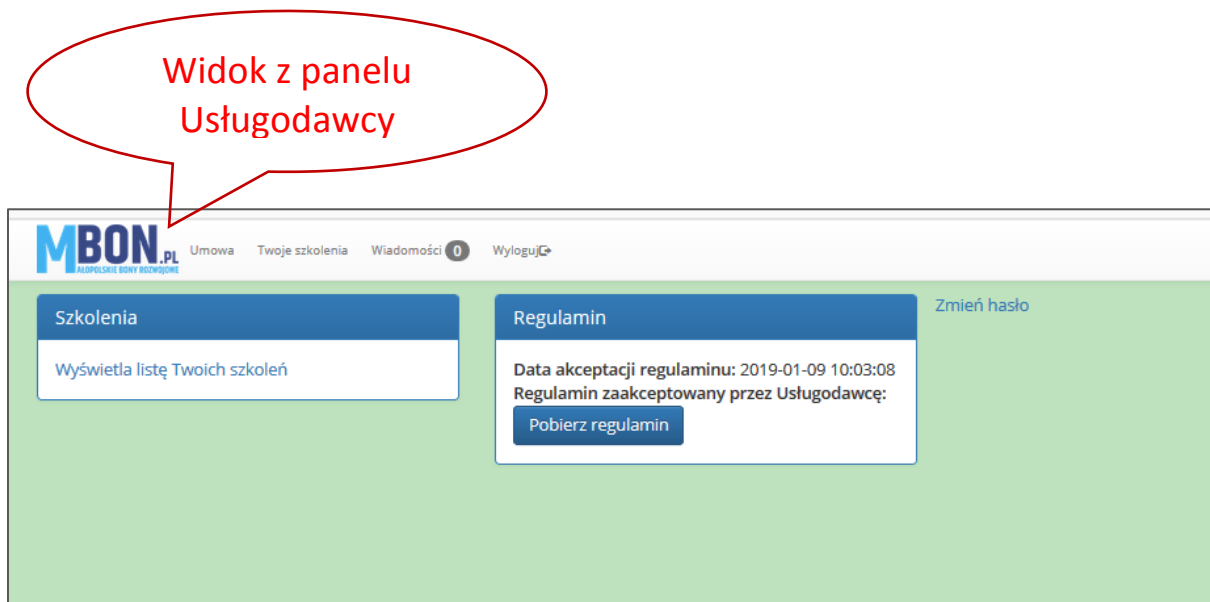 Widok z panelu
Usługodawcy
MBON.PL
MAŁOPOLSKIE BONY ROZWOJOWE
Umowa Twoje szkolenia Wiadomości 0 Wyloguj
Szkolenia
Wyświetla listę Twoich szkoleń
Regulamin
Data akceptacji regulaminu: 2019-01-09 10:03:08
Regulamin zaakceptowany przez Usługodawcę:
Pobierz regulamin
Zmień hasło